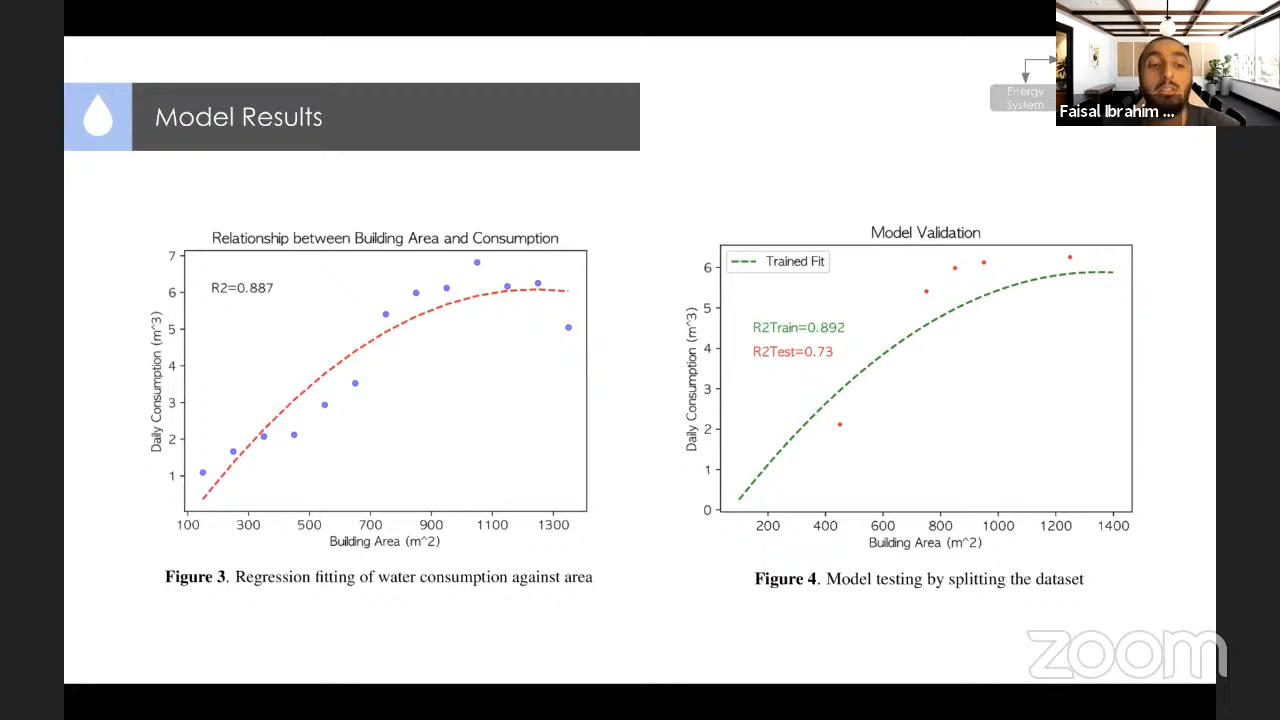 Energy
System
Faisal Ibrahim ...
Model Results
Relationship between Building Area and Consumption
R2=0.887
7
6
5
4
3
2
1
Daily Consumption (m^3)
100 300 500 700 900 1100 1300
Building Area (m^2)
Figure 3. Regression fitting of water consumption against area
Model Validation
Trained Fit
R2Train=0.892
R2Test=0.73
6
5
4
3
2
1
0
Daily Consumption (m^3)
200 400 600 800 1000 1200 1400
Building Area (m^2)
Figure 4. Model testing by splitting the dataset
zoom